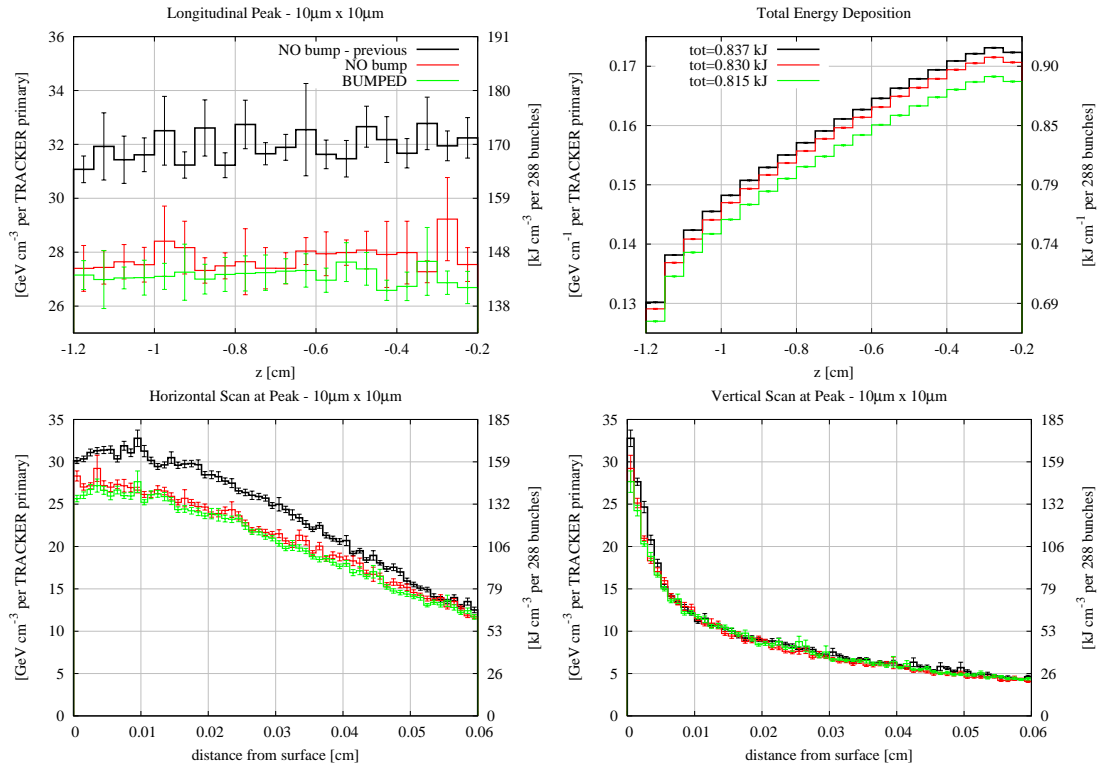 Longitudinal Peak - 10µm x 10µm
[GeV cm-3 per TRACKER primary]
36
34
32
30
28
26
191
180
170
159
148
138
[kJ cm-3 per 288 bunches]
NO bump - previous
NO bump
BUMPED
-1.2 -1 -0.8 -0.6 -0.4 -0.2
z [cm]
Total Energy Deposition
[GeV cm-1 per TRACKER primary]
0.17
0.16
0.15
0.14
0.13
0.90
0.85
0.79
0.74
0.69
[kJ cm-1 per 288 bunches]
tot=0.837 kJ
tot=0.830 kJ
tot=0.815 kJ
-1.2 -1 -0.8 -0.6 -0.4 -0.2
z [cm]
Horizontal Scan at Peak - 10µm x 10µm
[GeV cm-3 per TRACKER primary]
35
30
25
20
15
10
5
0
185
159
132
106
79
53
26
0
[kJ cm-3 per 288 bunches]
0 0.01 0.02 0.03 0.04 0.05 0.06
distance from surface [cm]
Vertical Scan at Peak - 10µm x 10µm
[GeV cm-3 per TRACKER primary]
35
30
25
20
15
10
5
0
185
159
132
106
79
53
26
0
[kJ cm-3 per 288 bunches]
0 0.01 0.02 0.03 0.04 0.05 0.06
distance from surface [cm]